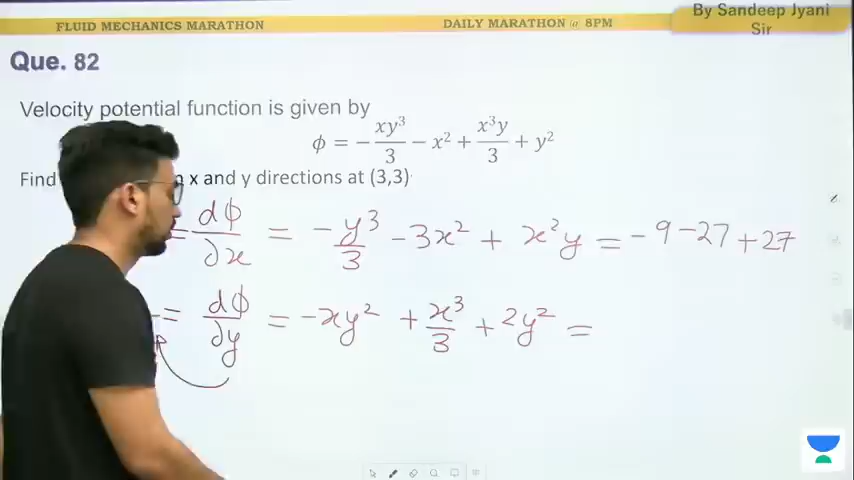 FLUID MECHANICS MARATHON
DAILY MARATHON @ 8PM
By Sandeep Jyani
Sir
Que. 82
Velocity potential function is given by
ϕ = −xy³/3 − x² + x³y/3 + y²
Find x and y directions at (3,3)
= dϕ/∂x = −y³/3 − 3x² + x²y = −9 −27 +27
= dϕ/∂y = −xy² + x³/3 + 2y² =